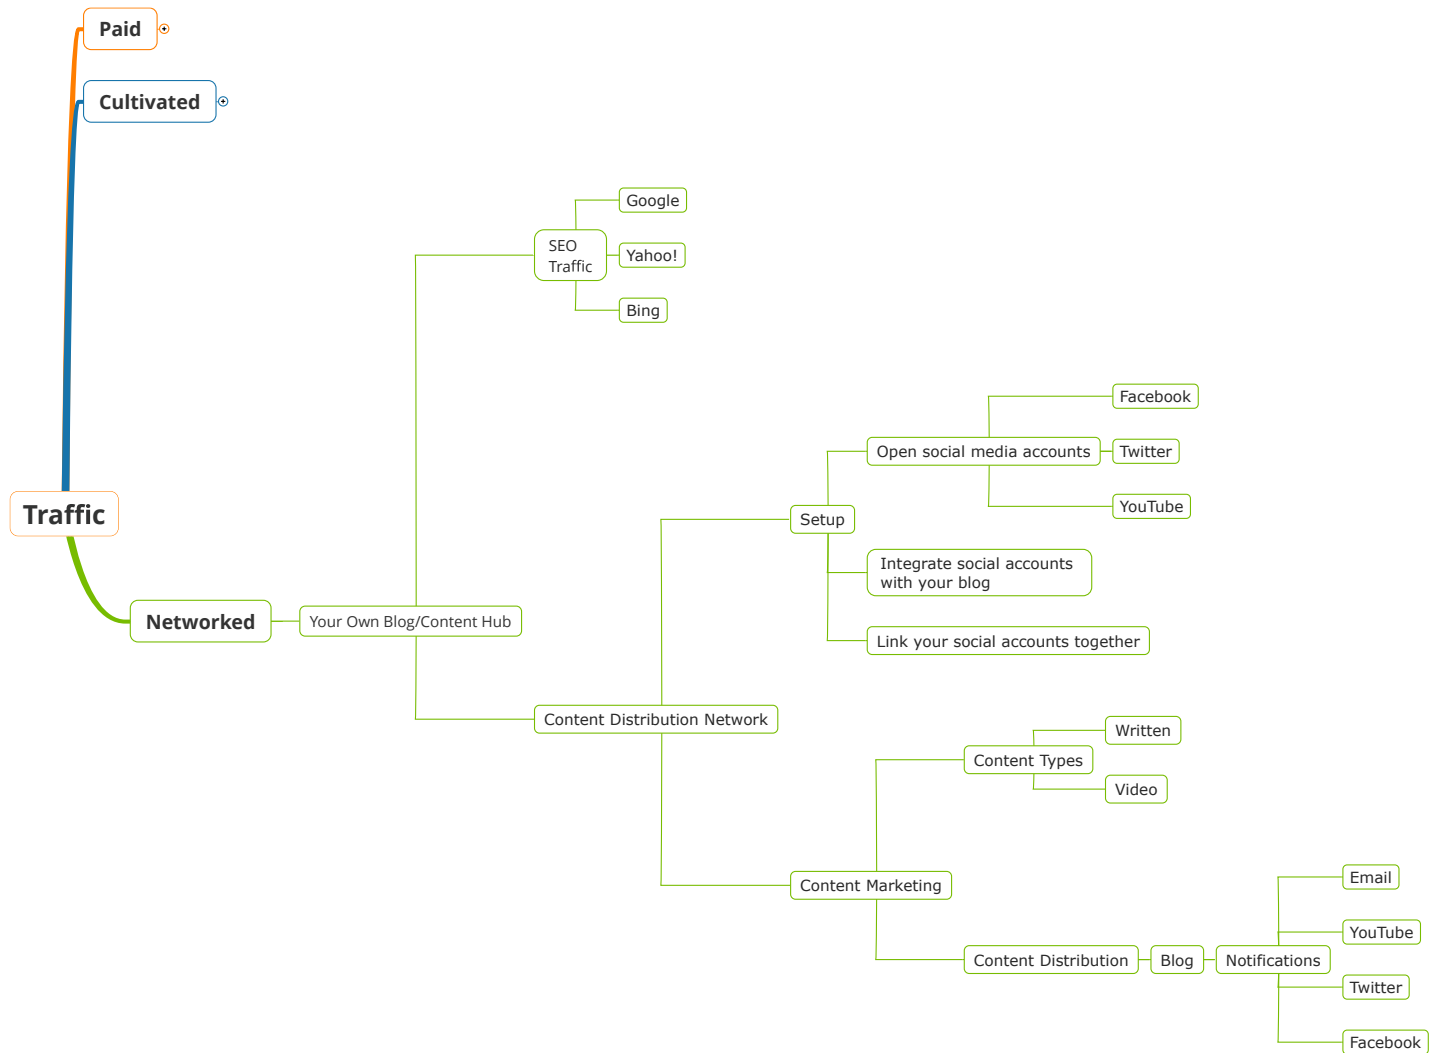 Paid
Cultivated
Google
SEO
Traffic
Yahoo!
Bing
Facebook
Open social media accounts
Twitter
YouTube
Traffic
Setup
Integrate social accounts
with your blog
Networked
Your Own Blog/Content Hub
Link your social accounts together
Content Distribution Network
Written
Content Types
Video
Content Marketing
Email
YouTube
Content Distribution
Blog
Notifications
Twitter
Facebook